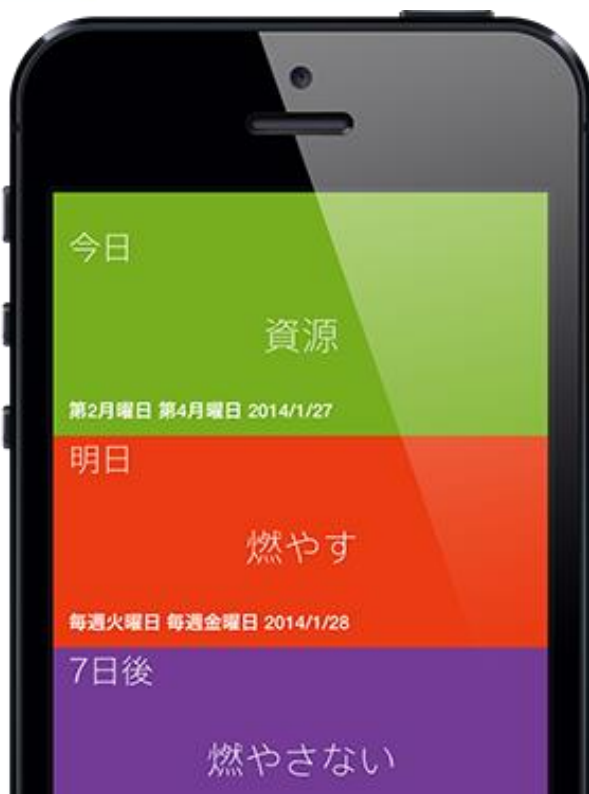 今日
資源
第2月曜日 第4月曜日 2014/1/27
明日
燃やす
毎週火曜日 毎週金曜日 2014/1/28
7日後
燃やさない